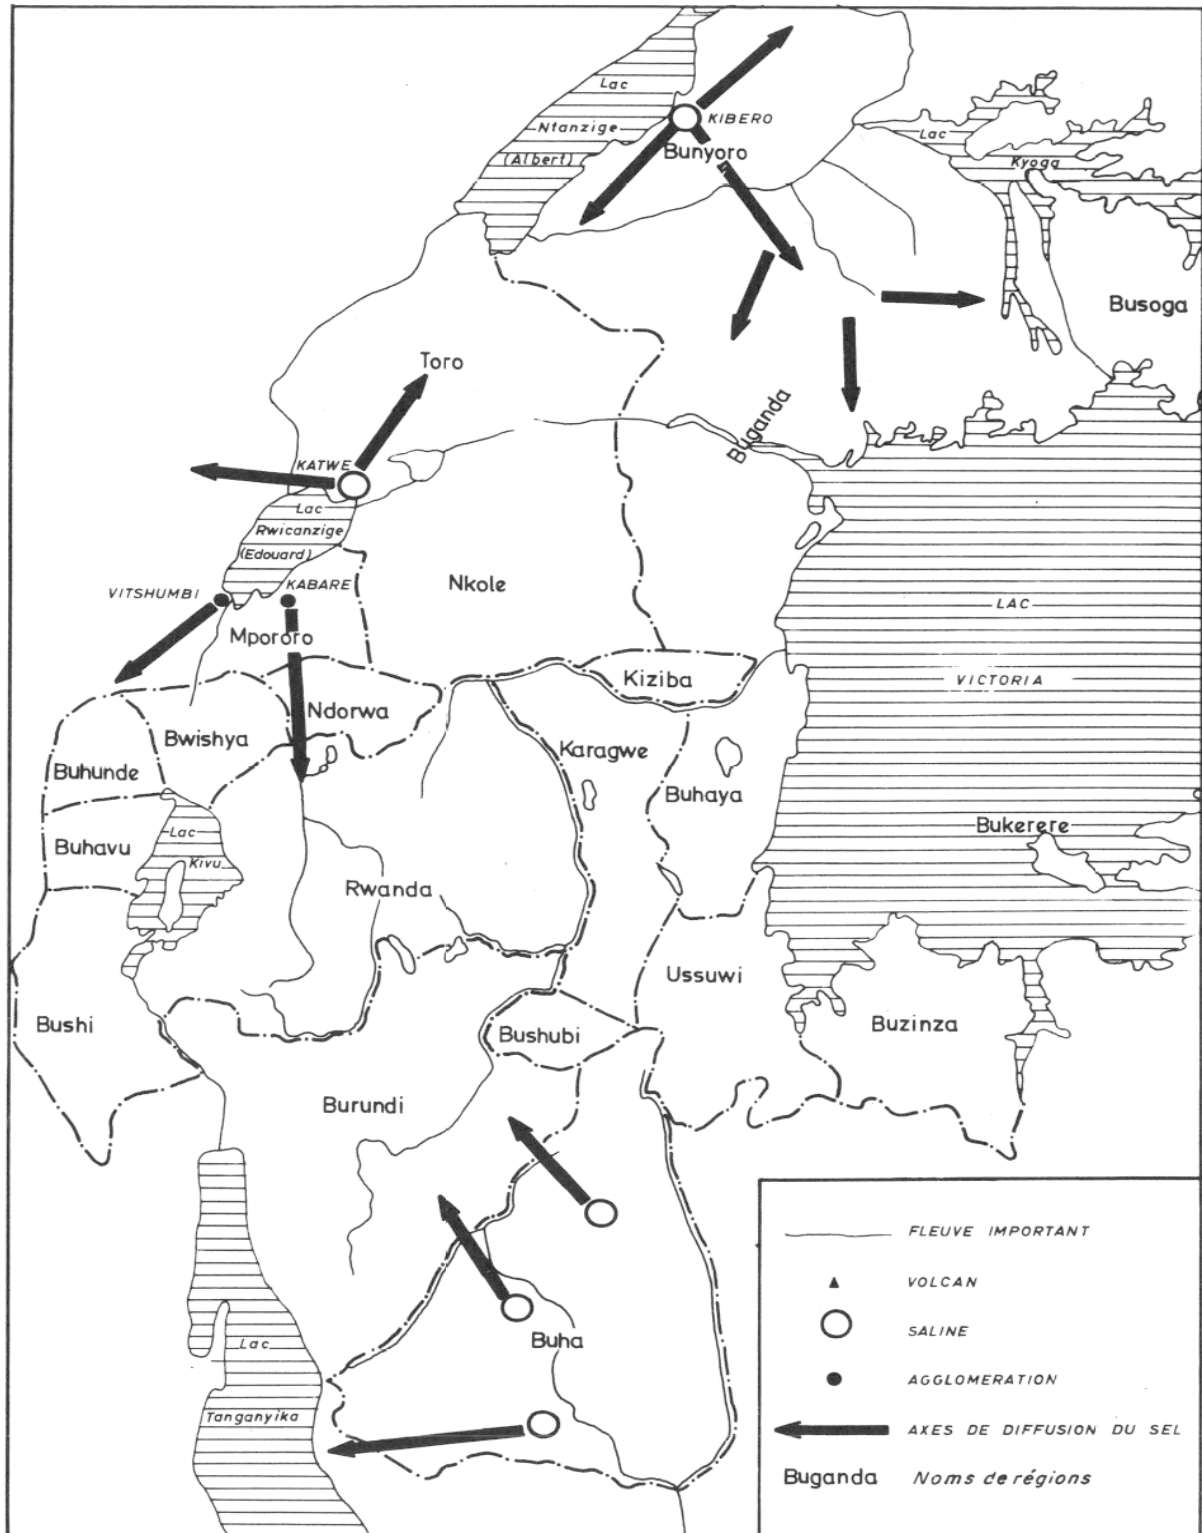 Lac
Ntanzige
(Albert)
KIBERO
Bunyoro
Lac
Kyoga
Busoga
Toro
Buganda
KATWE
Lac
Rwicanzige
(Edouard)
VITSHUMBI
KABARE
Nkole
Mpororo
LAC
VICTORIA
Kiziba
Ndorwa
Bwishya
Karagwe
Buhunde
Buhaya
Bukerere
Buhavu
Lac
Kivu
Rwanda
Ussuwi
Bushi
Bushubi
Buzinza
Burundi
Buha
Lac
Tanganyika
FLEUVE IMPORTANT
VOLCAN
SALINE
AGGLOMERATION
AXES DE DIFFUSION DU SEL
Buganda Noms de régions